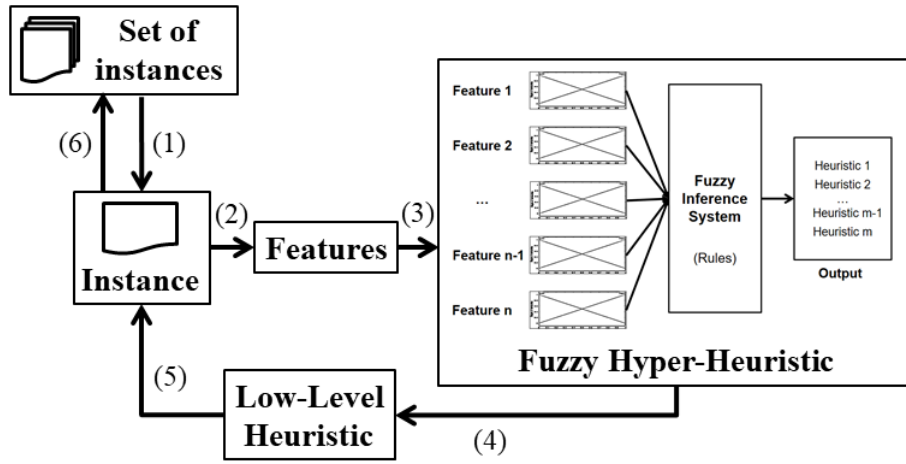 Set of
instances
(6)
(1)
Instance
(2)
Features
(3)
Feature 1
Feature 2
...
Feature n-1
Feature n
Fuzzy
Inference
System
(Rules)
Heuristic 1
Heuristic 2
...
Heuristic m-1
Heuristic m
Output
Fuzzy Hyper-Heuristic
(4)
Low-Level
Heuristic
(5)